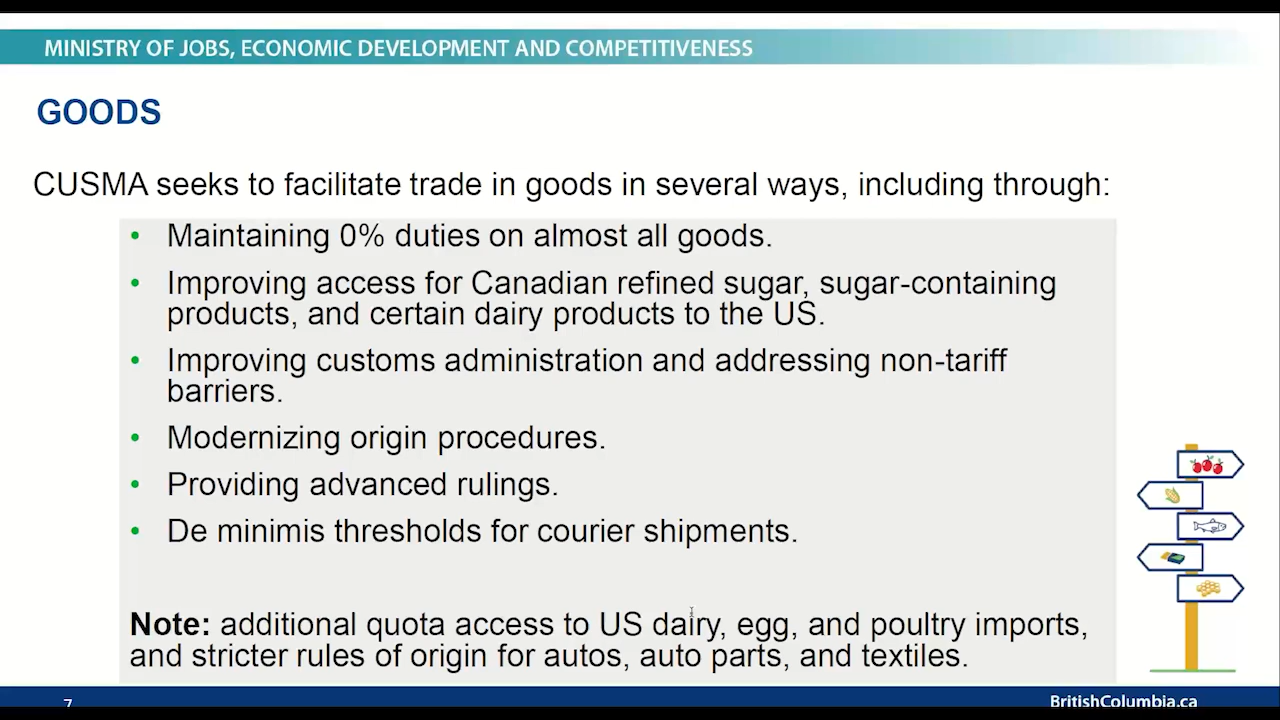 MINISTRY OF JOBS, ECONOMIC DEVELOPMENT AND COMPETITIVENESS
GOODS
CUSMA seeks to facilitate trade in goods in several ways, including through:
• Maintaining 0% duties on almost all goods.
• Improving access for Canadian refined sugar, sugar-containing
products, and certain dairy products to the US.
• Improving customs administration and addressing non-tariff
barriers.
• Modernizing origin procedures.
• Providing advanced rulings.
• De minimis thresholds for courier shipments.
Note: additional quota access to US dairy, egg, and poultry imports,
and stricter rules of origin for autos, auto parts, and textiles.
7
BritishColumbia.ca